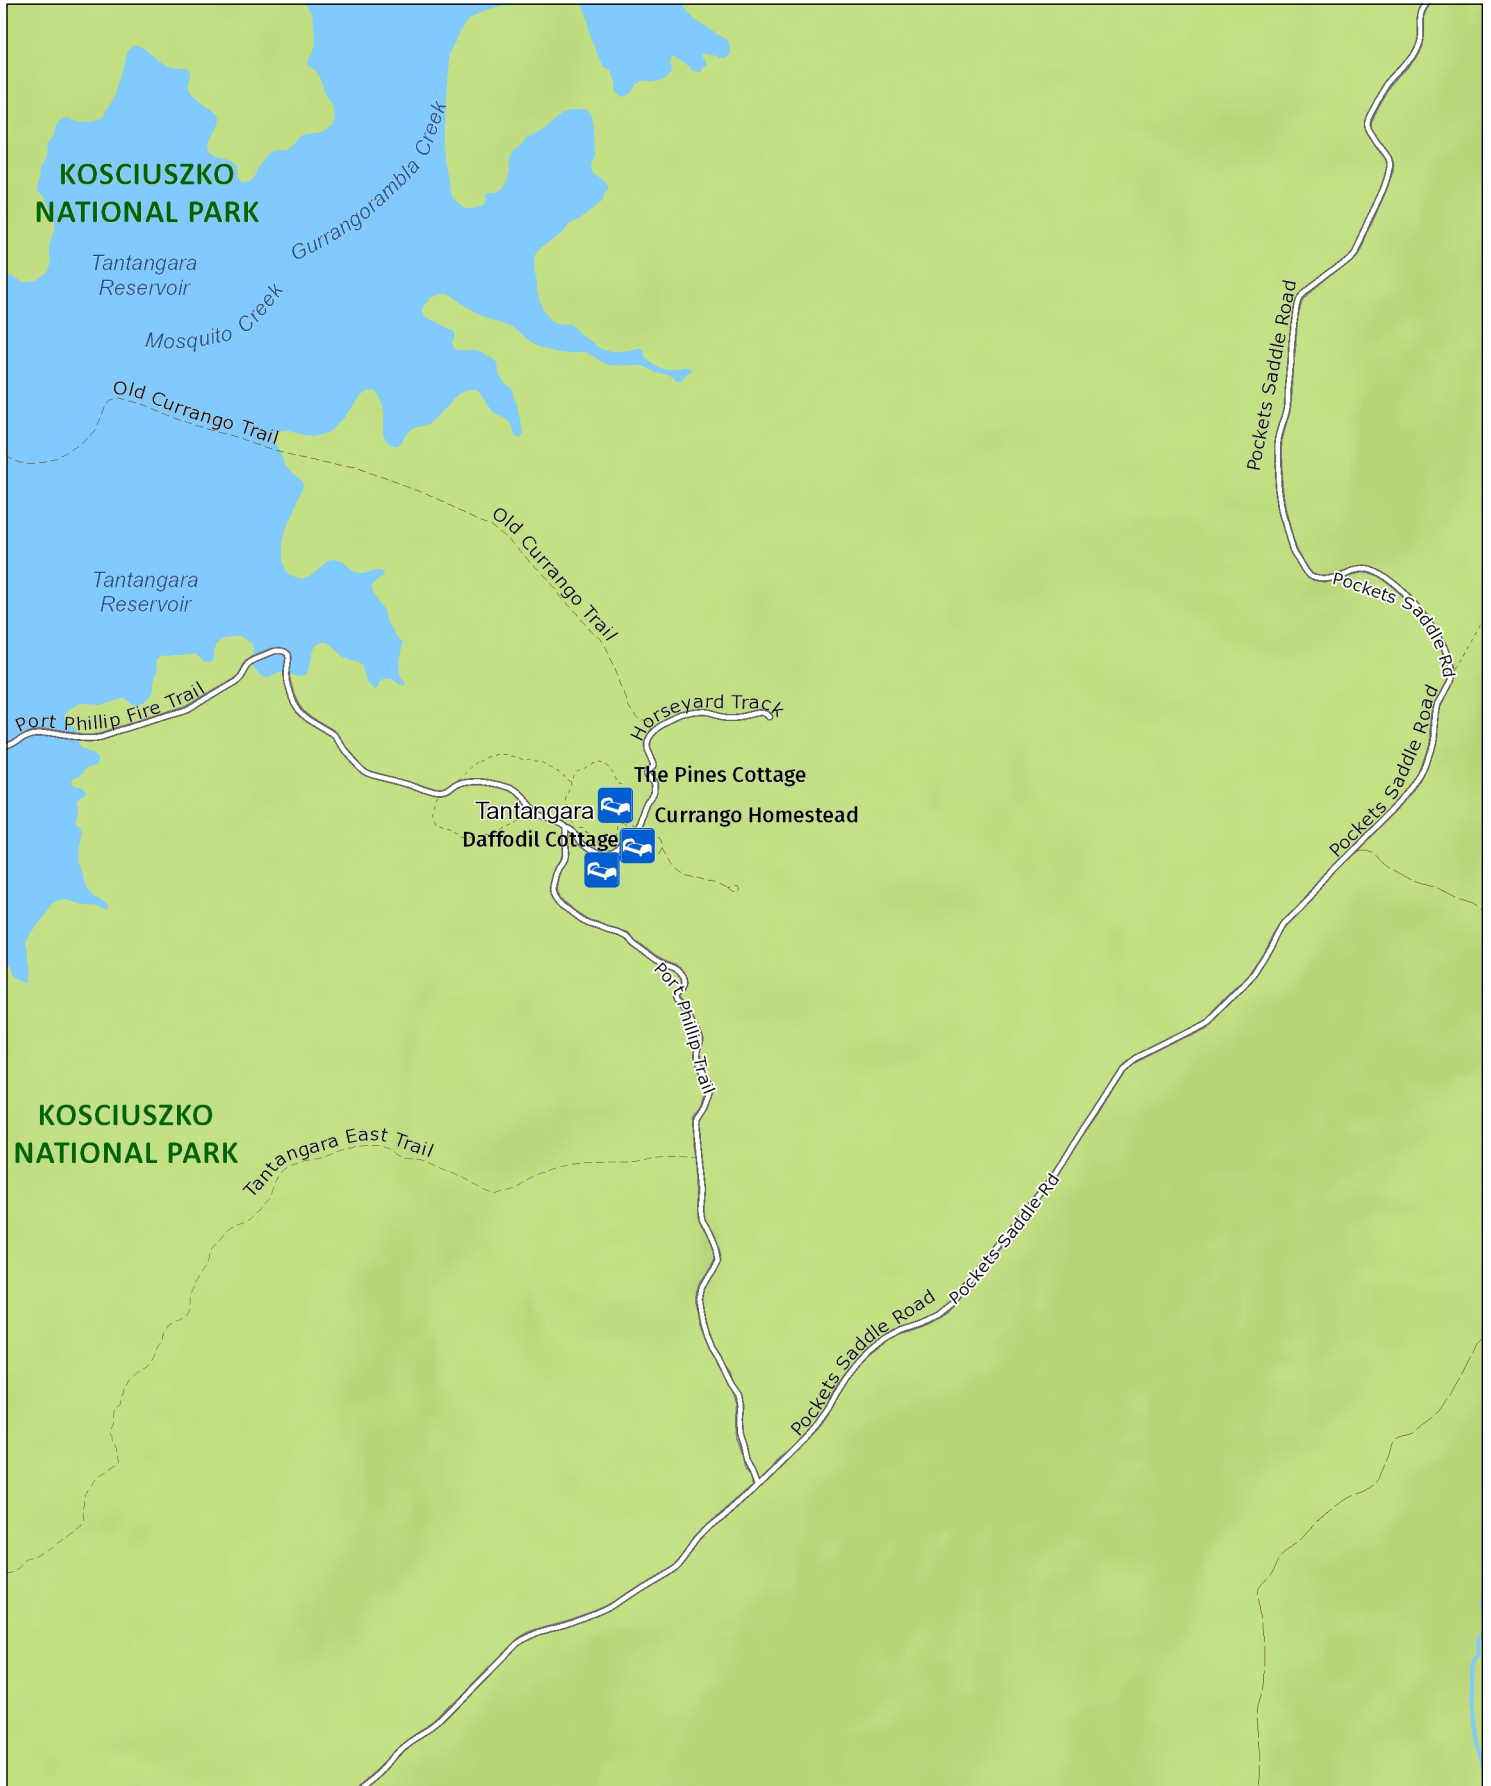 KOSCIUSZKO
NATIONAL PARK
Gurrangorambla Creek
Tantangara
Reservoir
Mosquito Creek
Pockets Saddle Road
Old Currango Trail
Old Currango Trail
Tantangara
Reservoir
Pockets Saddle Rd
Port Phillip Fire Trail
Horseyard Track
Pockets Saddle Road
The Pines Cottage
Tantangara
Currango Homestead
Daffodil Cottage
Port Phillip Trail
KOSCIUSZKO
NATIONAL PARK
Tantangara East Trail
Pockets Saddle Rd
Pockets Saddle Road